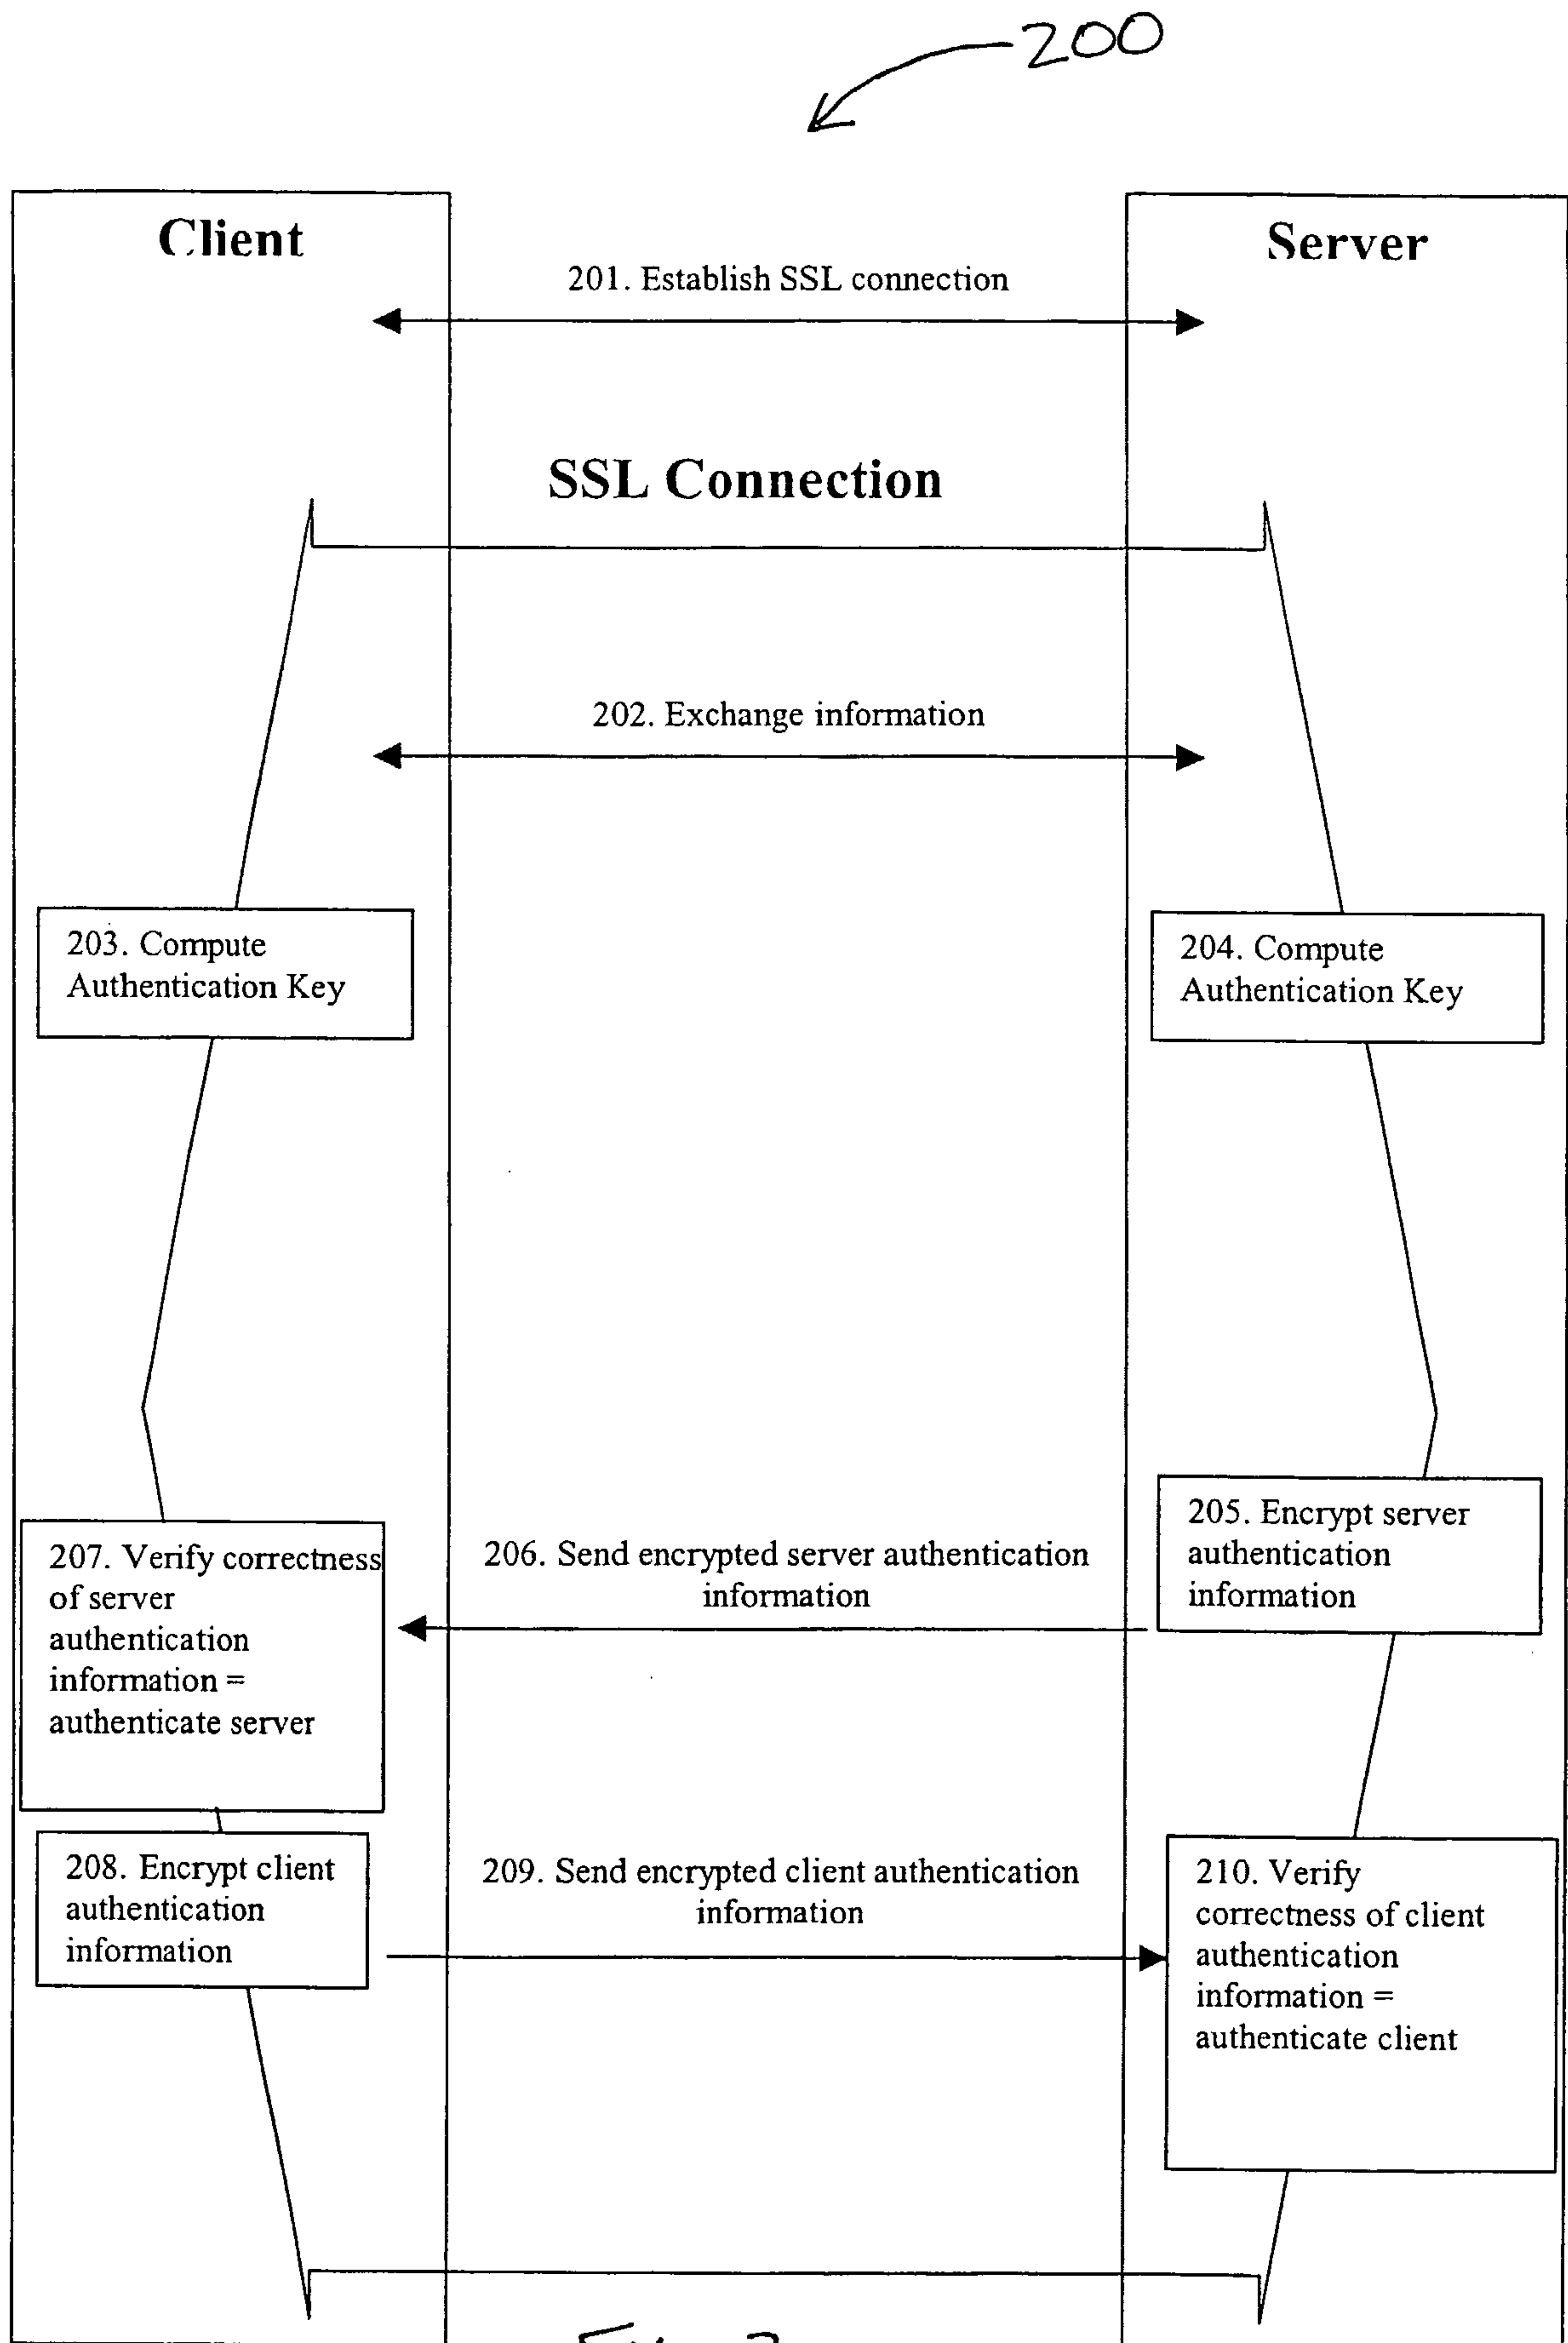 200
Client
Server
201. Establish SSL connection
SSL Connection
202. Exchange information
203. Compute
Authentication Key
204. Compute
Authentication Key
205. Encrypt server
authentication
information
206. Send encrypted server authentication
information
207. Verify correctness
of server
authentication
information =
authenticate server
208. Encrypt client
authentication
information
209. Send encrypted client authentication
information
210. Verify
correctness of client
authentication
information =
authenticate client